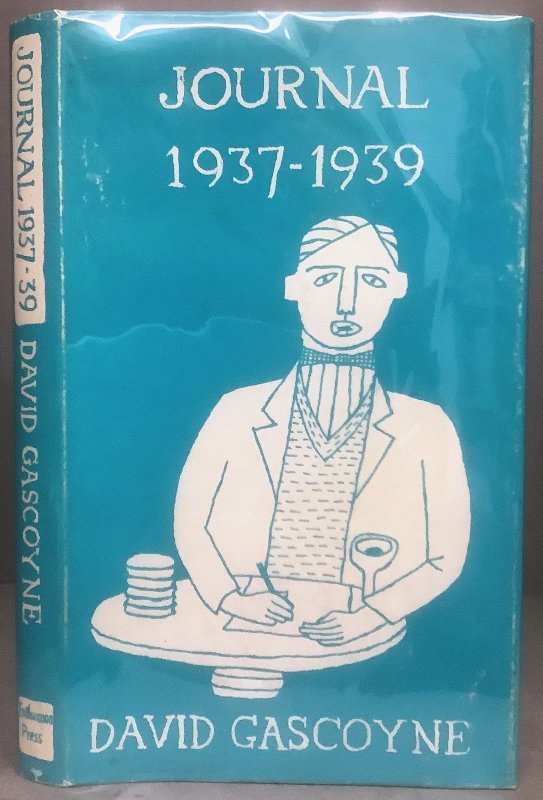 JOURNAL
1937-1939
DAVID GASCOYNE
JOURNAL 1937-39
DAVID GASCOYNE
Enitharmon
Press